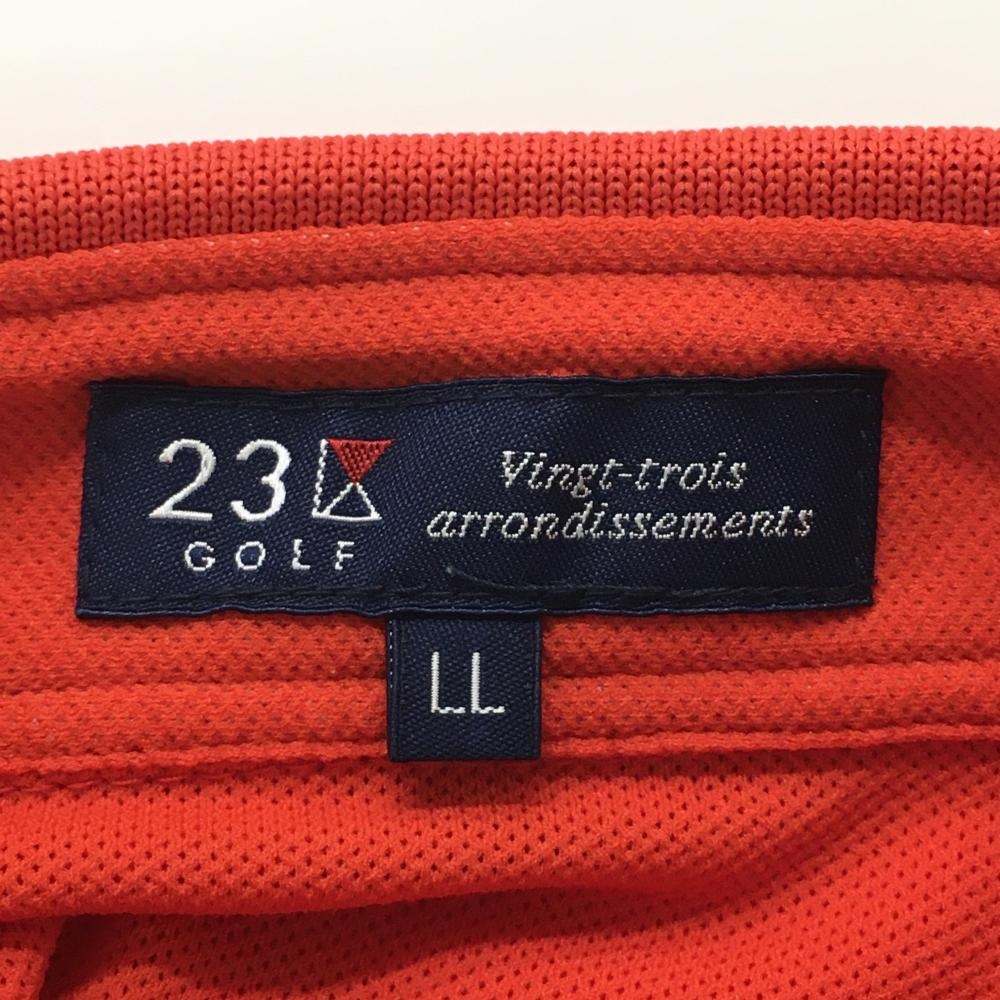 23
GOLF
Vingt-trois
arrondissements
LL